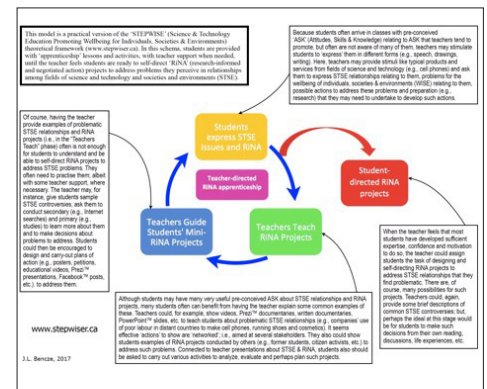 This model is a practical version of the 'STEPWISE' (Science & Technology
Education Promoting Wellbeing for Individuals, Societies & Environments)
theoretical framework (www.stepwiser.ca). In this schema, students are provided
with 'apprenticeship' lessons and activities, with teacher support when needed,
until the teacher feels students are ready to self-direct 'RiNA' (research-informed
and negotiated action) projects to address problems they perceive in relationships
among fields of science and technology and societies and environments (STSE).
Because students often arrive in classes with pre-conceived
'ASK' (Attitudes, Skills & Knowledge) relating to ASK that teachers tend to
promote, but often are not aware of many of them, teachers may stimulate
students to 'express' them in different forms (e.g., speech, drawings,
writing). Here, teachers may provide stimuli like typical products and
services from fields of science and technology (e.g., cell phones) and ask
them to express STSE relationships relating to them, problems for the
wellbeing of individuals, societies & environments (WISE) relating to them,
possible actions to address these problems and preparation (e.g.,
research) that they may need to undertake to develop such actions.
Of course, having the teacher
provide examples of problematic
STSE relationships and RiNA
projects (i.e., in the "Teachers
Teach" phase) often is not enough
for students to understand and be
able to self-direct RiNA projects to
address STSE problems. They
often need to practise them; albeit
with some teacher support, where
necessary. The teacher may, for
instance, give students sample
STSE controversies, ask them to
conduct secondary (e.g., Internet
searches) and primary (e.g.,
studies) to learn more about them
and to make decisions about
problems to address. Students
could then be encouraged to
design and carry-out plans of
action (e.g., posters, petitions,
educational videos, Prezi™
presentations, Facebook™ posts,
etc.), to address them.
Students
express STSE
Issues and RiNA
Teacher-directed
RiNA apprenticeship
Student-
directed RiNA
projects
Teachers Guide
Students' Mini-
RiNA Projects
Teachers Teach
RiNA Projects
When the teacher feels that most
students have developed sufficient
expertise, confidence and motivation
to do so, the teacher could assign
students the task of designing and
self-directing RiNA projects to
address STSE relationships that they
find problematic. There are, of
course, many possibilities for such
projects. Teachers could, again,
provide some brief descriptions of
common STSE controversies; but,
perhaps the ideal at this stage would
be for students to make such
decisions from their own reading,
discussions, life experiences, etc.
Although students may have many very useful pre-conceived ASK about STSE relationships and RiNA
projects, many students often can benefit from having the teacher explain some common examples of
these. Teachers could, for example, show videos, Prezi™ documentaries, written documentaries,
PowerPoint™ slides, etc. to teach students about problematic STSE relationships (e.g., companies' use
of poor labour in distant countries to make cell phones, running shoes and cosmetics). It seems
effective 'actions' to show are 'networked'; i.e., aimed at several stakeholders. They also could show
students examples of RiNA projects conducted by others (e.g., former students, citizen activists, etc.) to
address such problems. Connected to teacher presentations about STSE & RiNA, students also should
be asked to carry out various activities to analyze, evaluate and perhaps plan such projects.
www.stepwiser.ca
J.L. Bencze, 2017